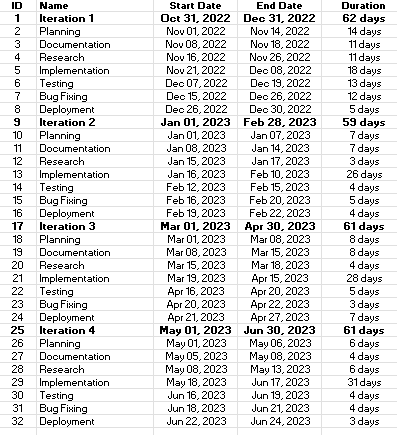 ID Name Start Date End Date Duration
1 Iteration 1 Oct 31, 2022 Dec 31, 2022 62 days
2 Planning Nov 01, 2022 Nov 14, 2022 14 days
3 Documentation Nov 08, 2022 Nov 18, 2022 11 days
4 Research Nov 16, 2022 Nov 26, 2022 11 days
5 Implementation Nov 21, 2022 Dec 08, 2022 18 days
6 Testing Dec 07, 2022 Dec 19, 2022 13 days
7 Bug Fixing Dec 15, 2022 Dec 26, 2022 12 days
8 Deployment Dec 26, 2022 Dec 30, 2022 5 days
9 Iteration 2 Jan 01, 2023 Feb 28, 2023 59 days
10 Planning Jan 01, 2023 Jan 07, 2023 7 days
11 Documentation Jan 08, 2023 Jan 14, 2023 7 days
12 Research Jan 15, 2023 Jan 17, 2023 3 days
13 Implementation Jan 16, 2023 Feb 10, 2023 26 days
14 Testing Feb 12, 2023 Feb 15, 2023 4 days
15 Bug Fixing Feb 16, 2023 Feb 20, 2023 5 days
16 Deployment Feb 19, 2023 Feb 22, 2023 4 days
17 Iteration 3 Mar 01, 2023 Apr 30, 2023 61 days
18 Planning Mar 01, 2023 Mar 08, 2023 8 days
19 Documentation Mar 08, 2023 Mar 15, 2023 8 days
20 Research Mar 15, 2023 Mar 18, 2023 4 days
21 Implementation Mar 19, 2023 Apr 15, 2023 28 days
22 Testing Apr 16, 2023 Apr 20, 2023 5 days
23 Bug Fixing Apr 20, 2023 Apr 22, 2023 3 days
24 Deployment Apr 21, 2023 Apr 27, 2023 7 days
25 Iteration 4 May 01, 2023 Jun 30, 2023 61 days
26 Planning May 01, 2023 May 06, 2023 6 days
27 Documentation May 05, 2023 May 08, 2023 4 days
28 Research May 08, 2023 May 13, 2023 6 days
29 Implementation May 18, 2023 Jun 17, 2023 31 days
30 Testing Jun 16, 2023 Jun 19, 2023 4 days
31 Bug Fixing Jun 18, 2023 Jun 21, 2023 4 days
32 Deployment Jun 22, 2023 Jun 24, 2023 3 days